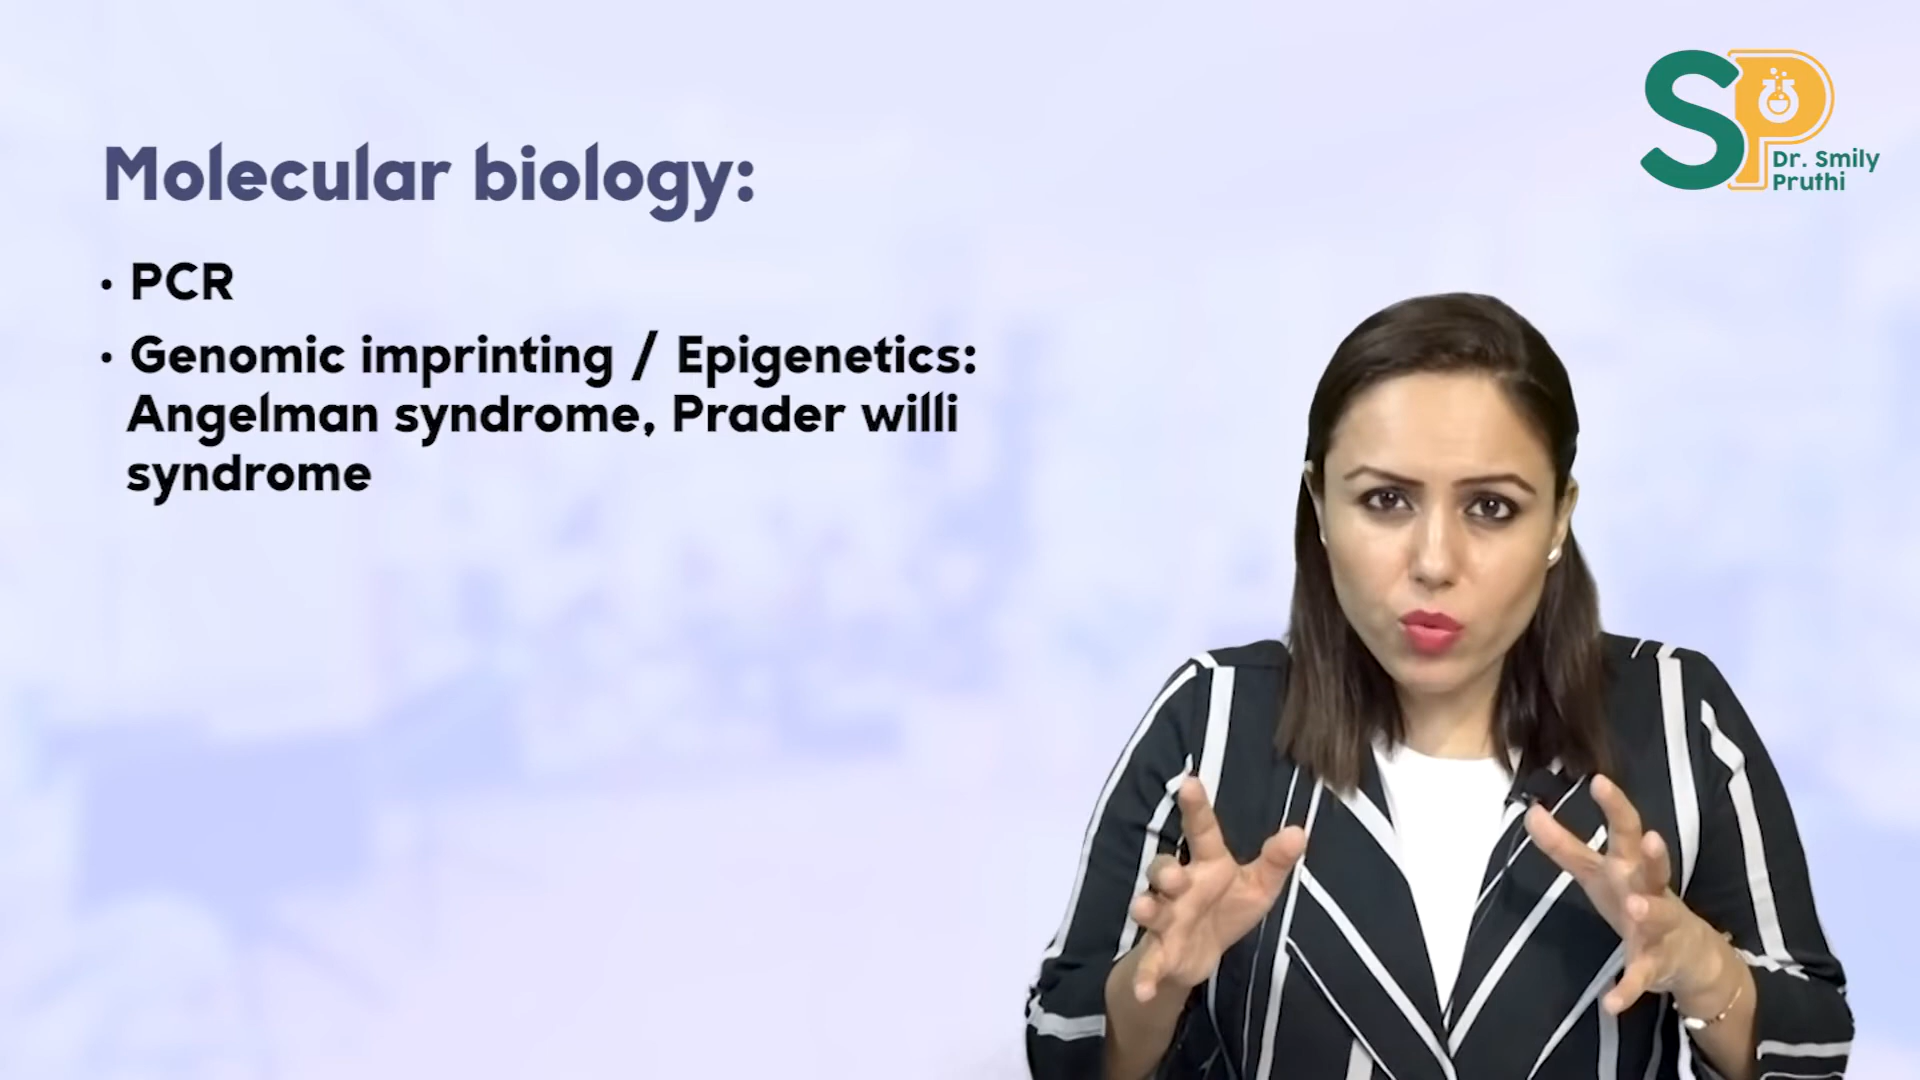 Molecular biology:
• PCR
• Genomic imprinting / Epigenetics:
Angelman syndrome, Prader willi
syndrome
SP
Dr. Smily
Pruthi